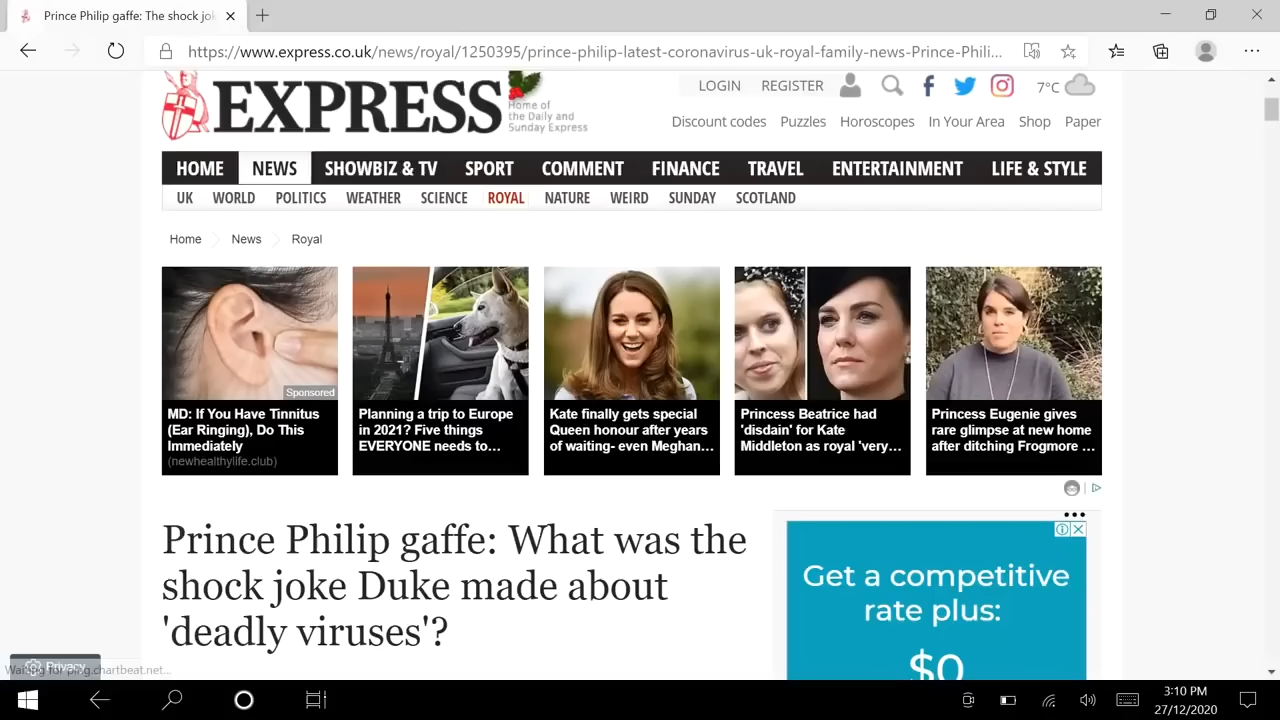 Prince Philip gaffe: The shock jok
https://www.express.co.uk/news/royal/1250395/prince-philip-latest-coronavirus-uk-royal-family-news-Prince-Phili...
EXPRESS
Home of
the Daily and
Sunday Express
LOGIN REGISTER 7°C
Discount codes Puzzles Horoscopes In Your Area Shop Paper
HOME NEWS SHOWBIZ & TV SPORT COMMENT FINANCE TRAVEL ENTERTAINMENT LIFE & STYLE
UK WORLD POLITICS WEATHER SCIENCE ROYAL NATURE WEIRD SUNDAY SCOTLAND
Home News Royal
Sponsored
MD: If You Have Tinnitus
(Ear Ringing), Do This
Immediately
(newhealthylife.club)
Planning a trip to Europe
in 2021? Five things
EVERYONE needs to...
Kate finally gets special
Queen honour after years
of waiting- even Meghan...
Princess Beatrice had
'disdain' for Kate
Middleton as royal 'very...
Princess Eugenie gives
rare glimpse at new home
after ditching Frogmore ...
Prince Philip gaffe: What was the
shock joke Duke made about
'deadly viruses'?
Get a competitive
rate plus:
$0
Privacy
Waiting for ping.chartbeat.net...
3:10 PM
27/12/2020